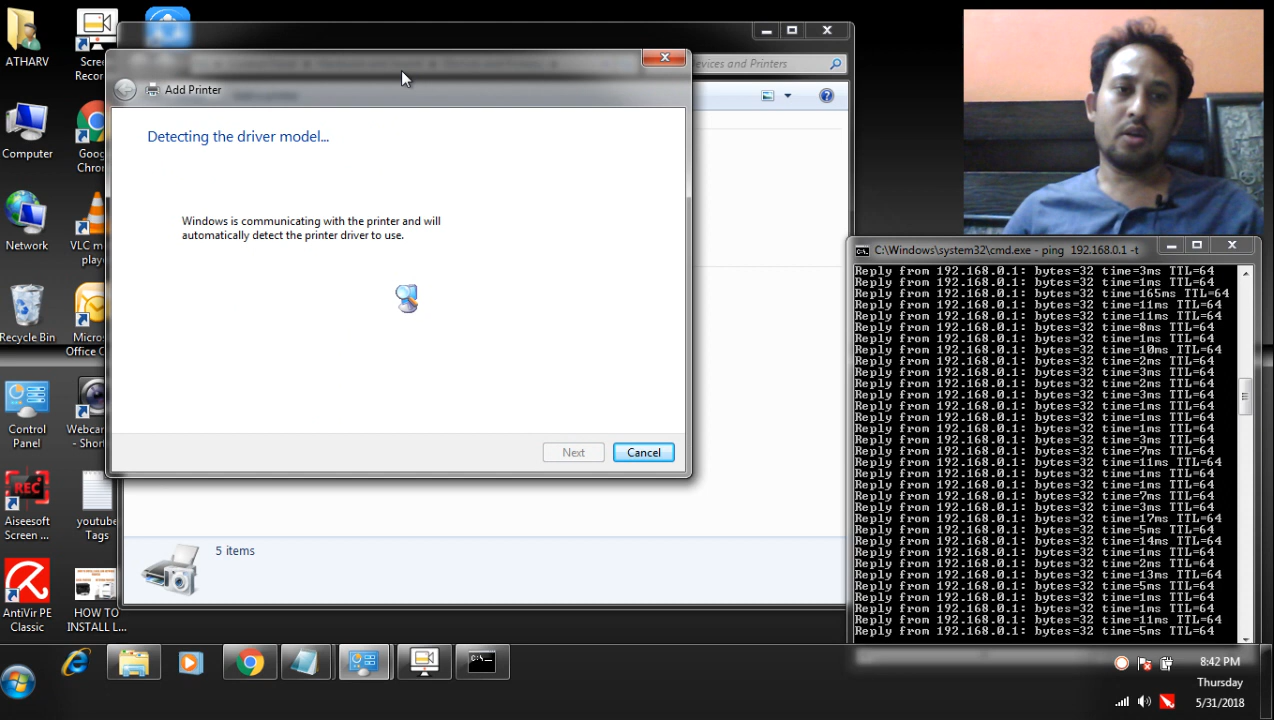 ATHARV
Computer
Network
Recycle Bin
Control
Panel
REC
Aiseesoft
Screen ...
AntiVir PE
Classic
Scree
Recor
Goo
Chro
VLC m
playe
Micros
Office C
Webcam
- Short
youtube
Tags
HOW TO
INSTALL L...
evices and Printers
Add Printer
Detecting the driver model...
Windows is communicating with the printer and will
automatically detect the printer driver to use.
Next
Cancel
5 items
C:\Windows\system32\cmd.exe - ping 192.168.0.1 -t
Reply from 192.168.0.1: bytes=32 time=3ms TTL=64
Reply from 192.168.0.1: bytes=32 time=1ms TTL=64
Reply from 192.168.0.1: bytes=32 time=165ms TTL=64
Reply from 192.168.0.1: bytes=32 time=11ms TTL=64
Reply from 192.168.0.1: bytes=32 time=11ms TTL=64
Reply from 192.168.0.1: bytes=32 time=8ms TTL=64
Reply from 192.168.0.1: bytes=32 time=1ms TTL=64
Reply from 192.168.0.1: bytes=32 time=10ms TTL=64
Reply from 192.168.0.1: bytes=32 time=2ms TTL=64
Reply from 192.168.0.1: bytes=32 time=3ms TTL=64
Reply from 192.168.0.1: bytes=32 time=2ms TTL=64
Reply from 192.168.0.1: bytes=32 time=3ms TTL=64
Reply from 192.168.0.1: bytes=32 time=1ms TTL=64
Reply from 192.168.0.1: bytes=32 time=1ms TTL=64
Reply from 192.168.0.1: bytes=32 time=1ms TTL=64
Reply from 192.168.0.1: bytes=32 time=3ms TTL=64
Reply from 192.168.0.1: bytes=32 time=7ms TTL=64
Reply from 192.168.0.1: bytes=32 time=11ms TTL=64
Reply from 192.168.0.1: bytes=32 time=1ms TTL=64
Reply from 192.168.0.1: bytes=32 time=1ms TTL=64
Reply from 192.168.0.1: bytes=32 time=7ms TTL=64
Reply from 192.168.0.1: bytes=32 time=3ms TTL=64
Reply from 192.168.0.1: bytes=32 time=17ms TTL=64
Reply from 192.168.0.1: bytes=32 time=5ms TTL=64
Reply from 192.168.0.1: bytes=32 time=14ms TTL=64
Reply from 192.168.0.1: bytes=32 time=1ms TTL=64
Reply from 192.168.0.1: bytes=32 time=2ms TTL=64
Reply from 192.168.0.1: bytes=32 time=13ms TTL=64
Reply from 192.168.0.1: bytes=32 time=5ms TTL=64
Reply from 192.168.0.1: bytes=32 time=1ms TTL=64
Reply from 192.168.0.1: bytes=32 time=1ms TTL=64
Reply from 192.168.0.1: bytes=32 time=11ms TTL=64
Reply from 192.168.0.1: bytes=32 time=5ms TTL=64
8:42 PM
Thursday
5/31/2018